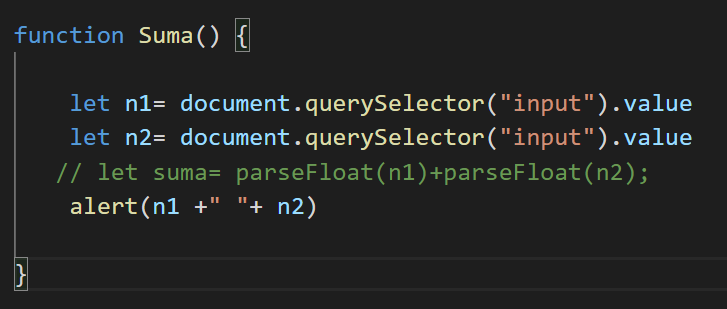 function Suma() {
let n1= document.querySelector("input").value
let n2= document.querySelector("input").value
// let suma= parseFloat(n1)+parseFloat(n2);
alert(n1 +" "+ n2)
}